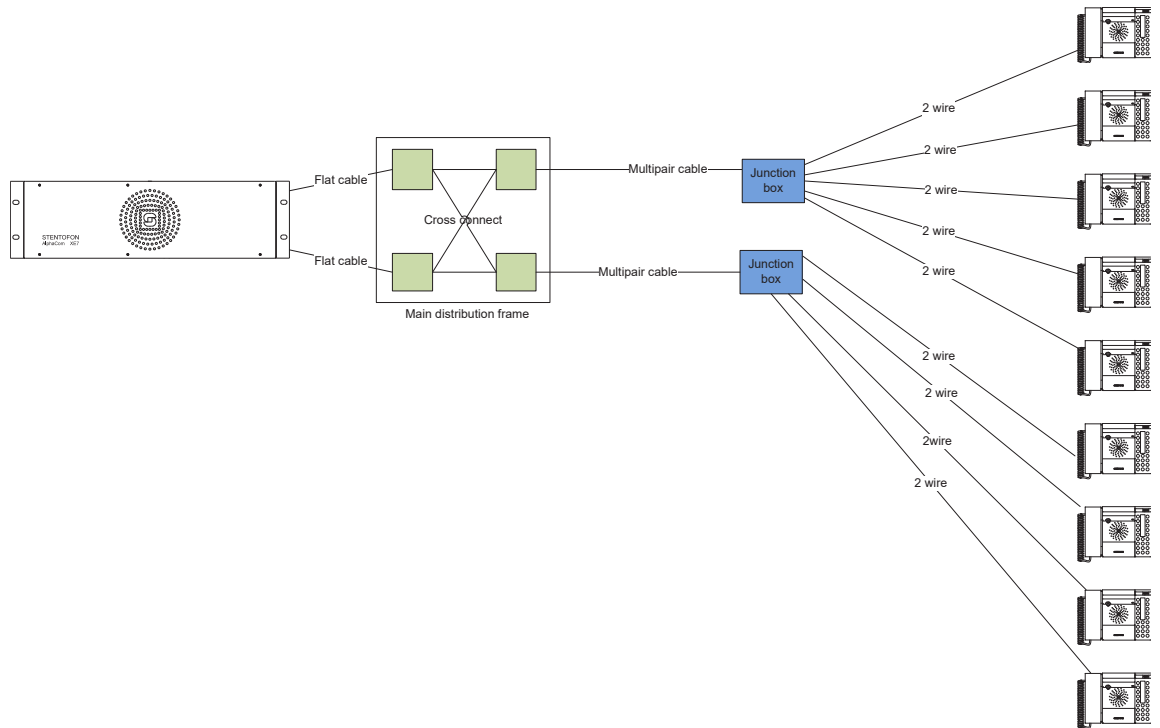 STENTOFON
AlphaCom XE7
Flat cable
Flat cable
Cross connect
Main distribution frame
Multipair cable
Multipair cable
Junction
box
Junction
box
2 wire
2 wire
2 wire
2 wire
2 wire
2 wire
2 wire
2wire
2 wire